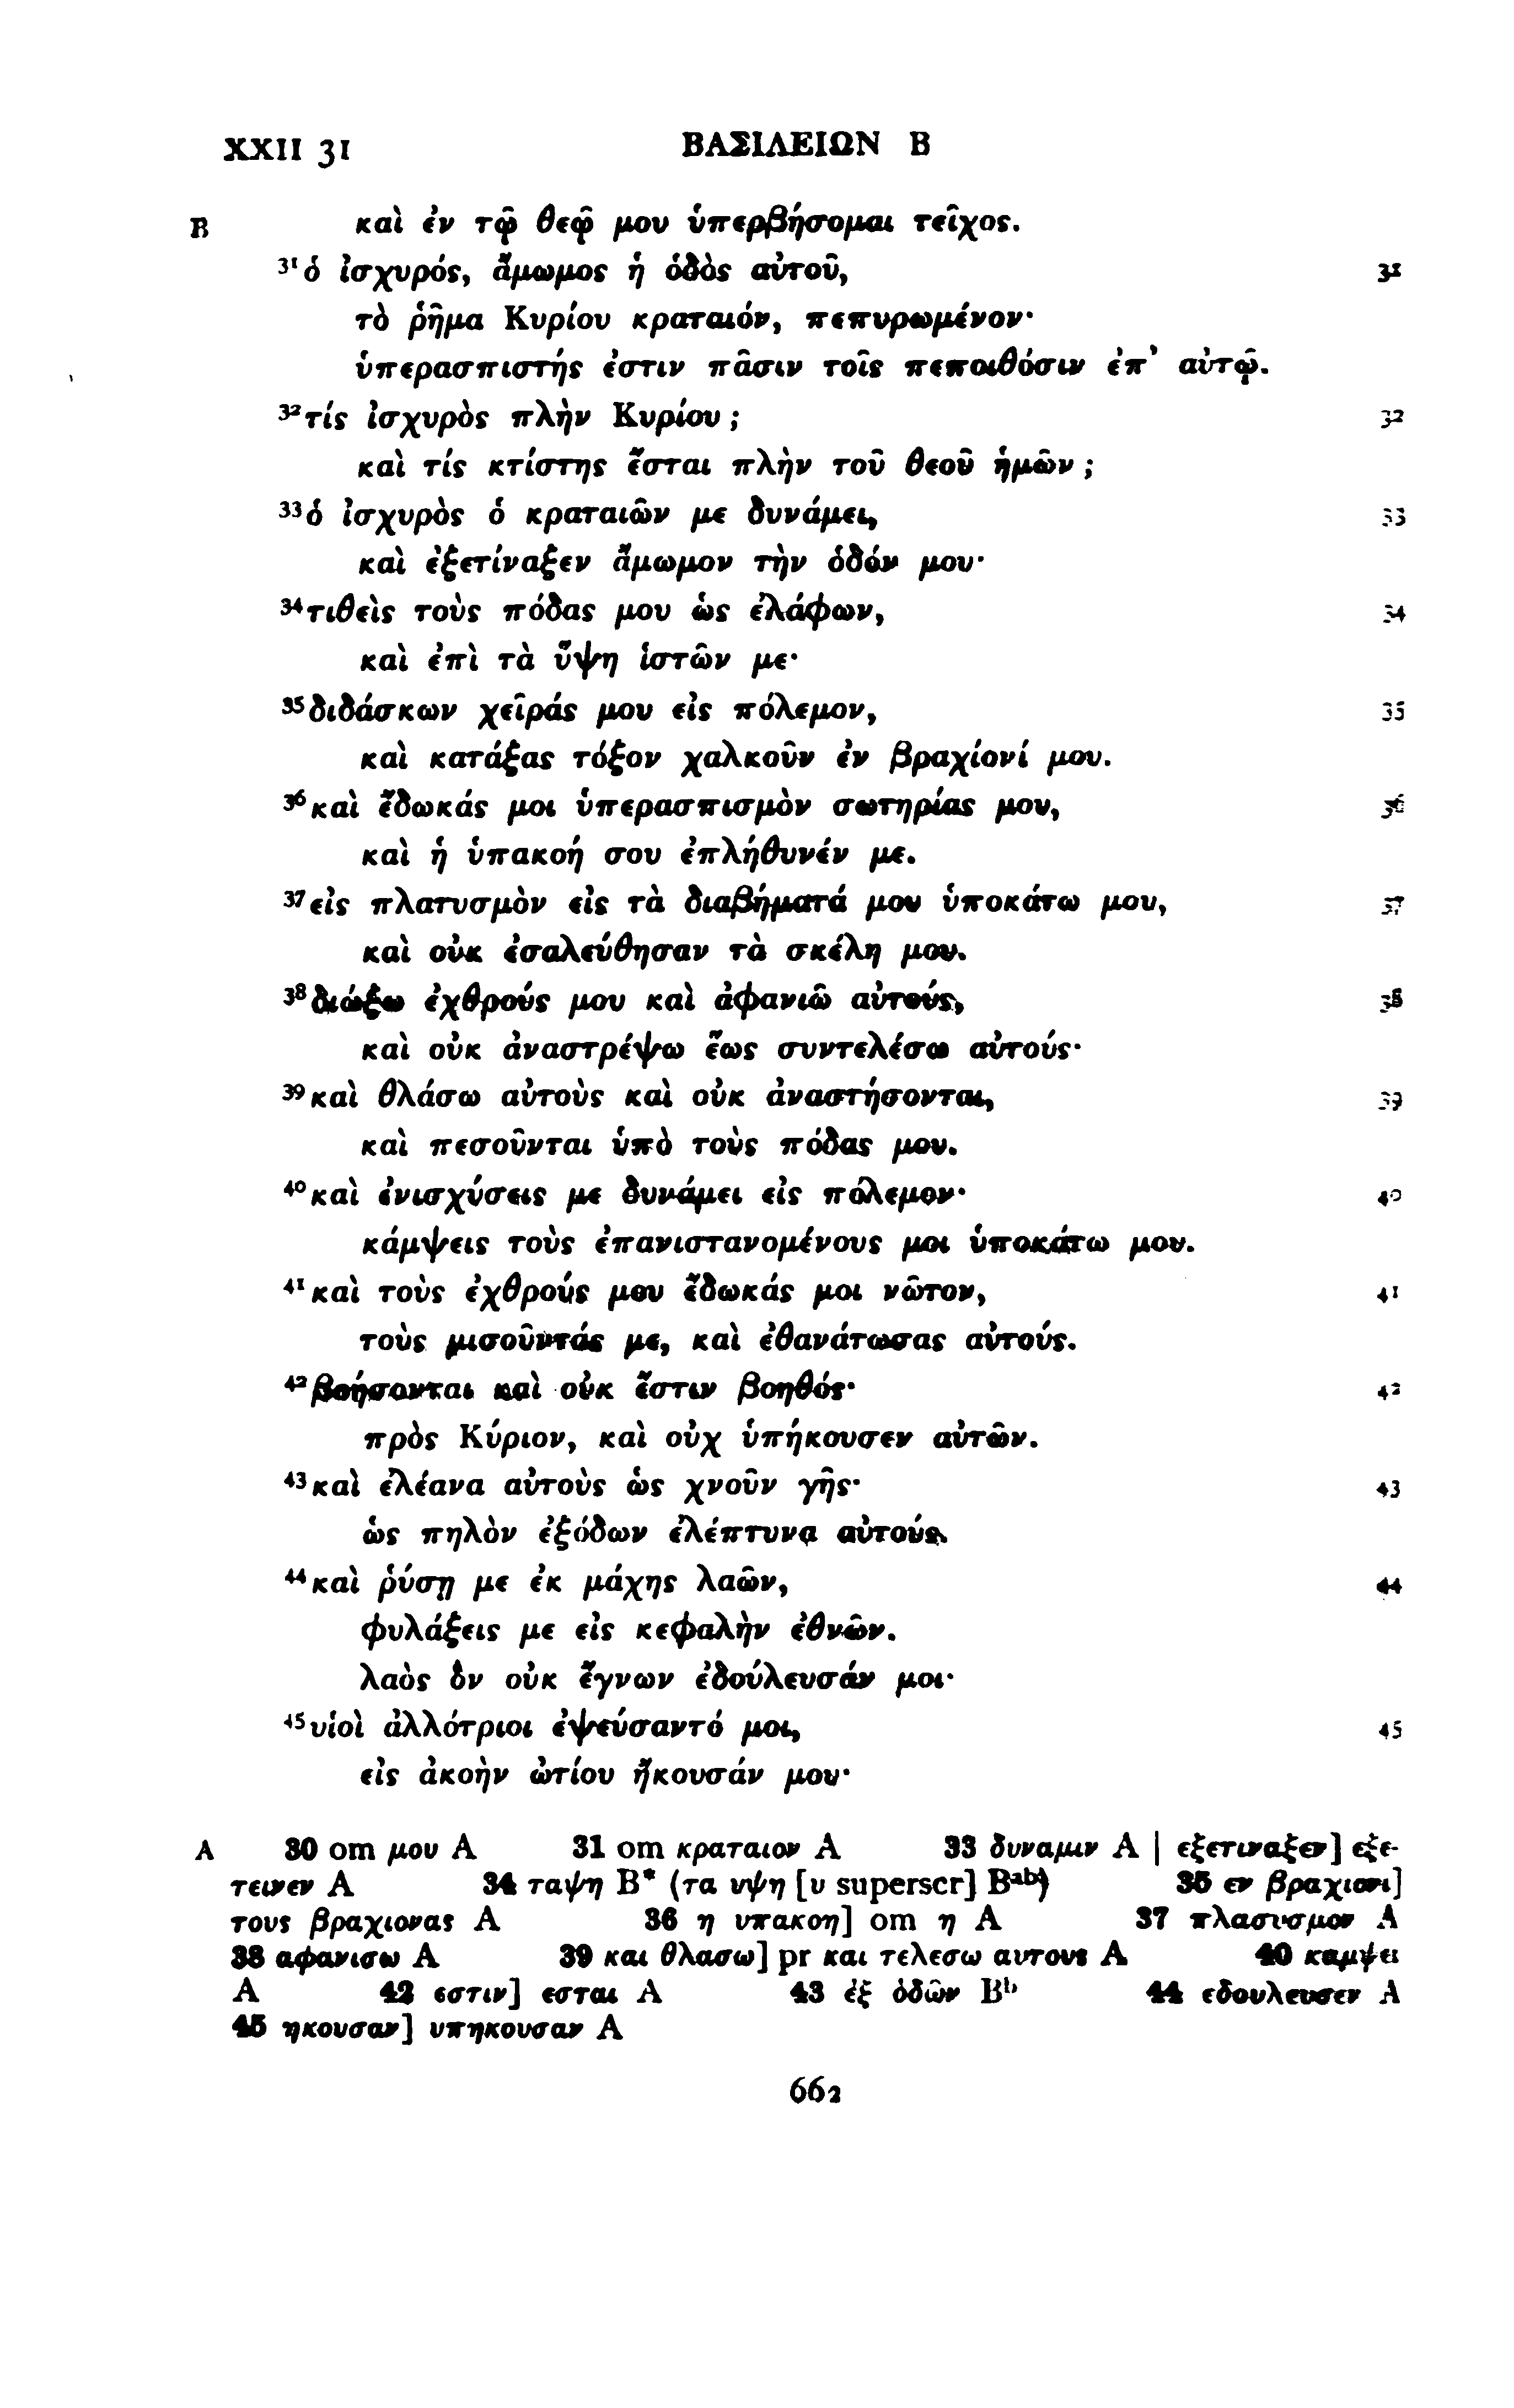 XXII 31 ΒΑΣΙΛΕΙΩΝ Β
B καὶ ἐν τῷ θεῷ μου ὑπερβήσομαι τεῖχος.
³¹ὁ ἰσχυρός, ἄμωμος ἡ ὁδὸς αὐτοῦ, 31
τὸ ῥῆμα Κυρίου κραταιόν, πεπυρωμένον·
ὑπερασπιστής ἐστιν πᾶσιν τοῖς πεποιθόσιν ἐπ᾽ αὐτῷ.
³²τίς ἰσχυρὸς πλὴν Κυρίου; 32
καὶ τίς κτίστης ἔσται πλὴν τοῦ θεοῦ ἡμῶν;
³³ὁ ἰσχυρὸς ὁ κραταιῶν με δυνάμει, 33
καὶ ἐξετίναξεν ἄμωμον τὴν ὁδόν μου·
³⁴τιθεὶς τοὺς πόδας μου ὡς ἐλάφων, 34
καὶ ἐπὶ τὰ ὕψη ἱστῶν με·
³⁵διδάσκων χεῖράς μου εἰς πόλεμον, 35
καὶ κατάξας τόξον χαλκοῦν ἐν βραχίονί μου.
³⁶καὶ ἔδωκάς μοι ὑπερασπισμὸν σωτηρίας μου, 36
καὶ ἡ ὑπακοή σου ἐπλήθυνέν με.
³⁷εἰς πλατυσμὸν εἰς τὰ διαβήματά μου ὑποκάτω μου, 37
καὶ οὐκ ἐσαλεύθησαν τὰ σκέλη μου.
³⁸διώξω ἐχθρούς μου καὶ ἀφανιῶ αὐτούς, 38
καὶ οὐκ ἀναστρέψω ἕως συντελέσω αὐτούς·
³⁹καὶ θλάσω αὐτοὺς καὶ οὐκ ἀναστήσονται, 39
καὶ πεσοῦνται ὑπὸ τοὺς πόδας μου.
⁴⁰καὶ ἐνισχύσεις με δυνάμει εἰς πόλεμον· 40
κάμψεις τοὺς ἐπανιστανομένους μοι ὑποκάτω μου.
⁴¹καὶ τοὺς ἐχθρούς μου ἔδωκάς μοι νῶτον, 41
τοὺς μισοῦντάς με, καὶ ἐθανάτωσας αὐτούς.
⁴²βοήσονται καὶ οὐκ ἔστιν βοηθός· 42
πρὸς Κύριον, καὶ οὐχ ὑπήκουσεν αὐτῶν.
⁴³καὶ ἐλέανα αὐτοὺς ὡς χνοῦν γῆς· 43
ὡς πηλὸν ἐξόδων ἐλέπτυνα αὐτούς.
⁴⁴καὶ ῥύσῃ με ἐκ μάχης λαῶν, 44
φυλάξεις με εἰς κεφαλὴν ἐθνῶν.
λαὸς ὃν οὐκ ἔγνων ἐδούλευσάν μοι·
⁴⁵υἱοὶ ἀλλότριοι ἐψεύσαντό μοι, 45
εἰς ἀκοὴν ὠτίου ἤκουσάν μου·
A 30 om μου A 31 om κραταιον A 33 δυναμιν A | εξετιναξεν] εξε-
τεινεν A 34 ταψη B* (τα υψη [υ superscr] Bᵃᵇ) 35 εν βραχιονι]
τους βραχιονας A 36 η υπακοη] om η A 37 πλασυσμον A
38 αφανισω A 39 και θλασω] pr και τελεσω αυτους A 40 καμψει
A 42 εστιν] εσται A 43 ἐξ ὁδῶν Bᵇ 44 εδουλευσεν A
45 ηκουσαν] υπηκουσαν A
662